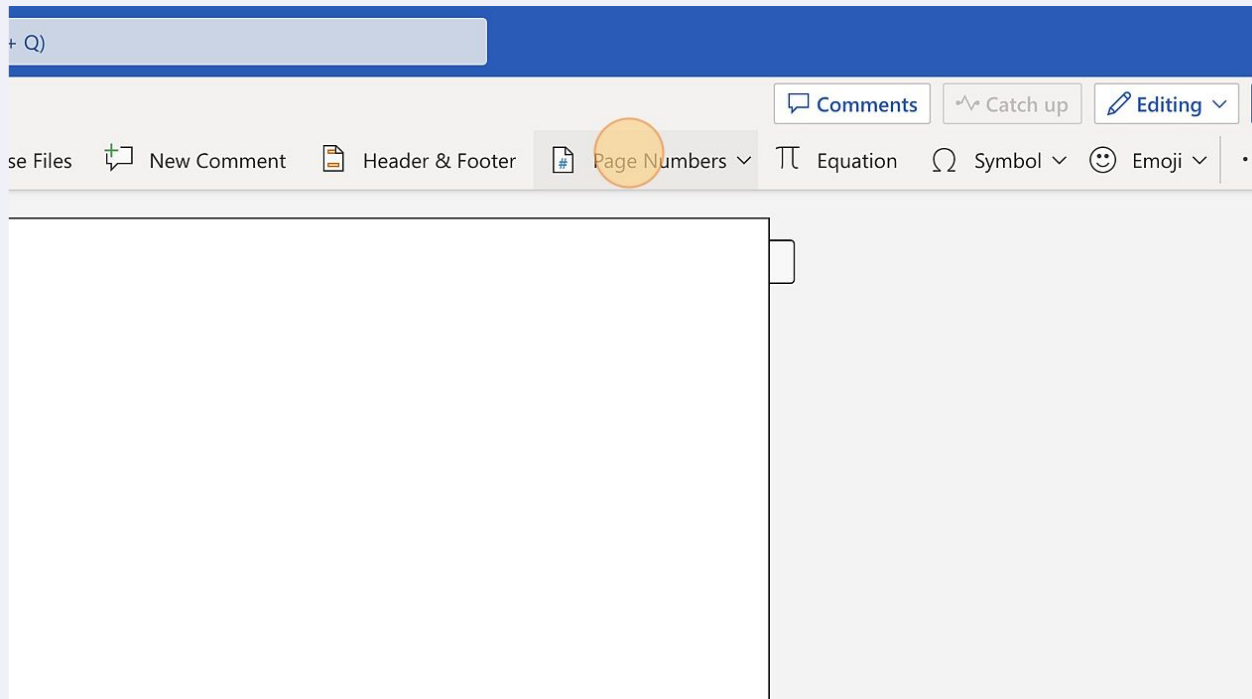 + Q)
Comments Catch up Editing
se Files New Comment Header & Footer # Page Numbers Equation Symbol Emoji